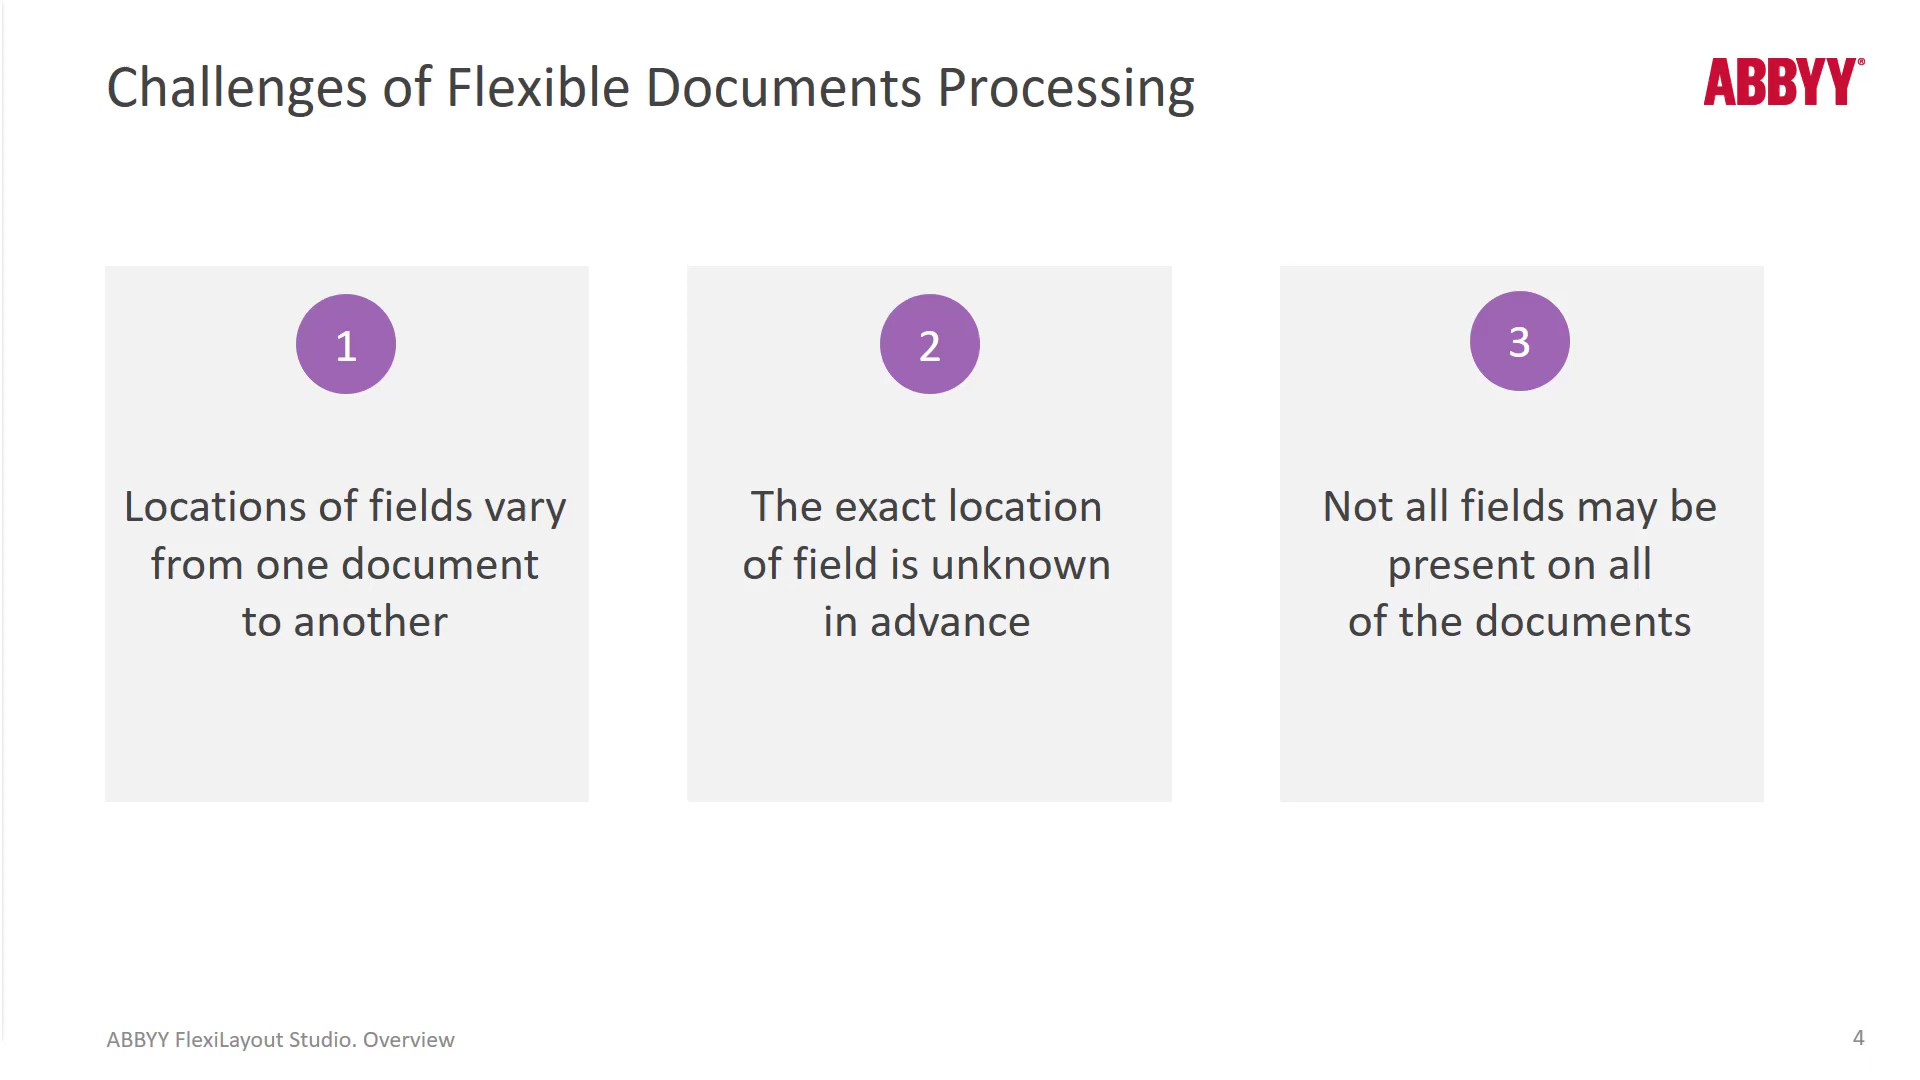 Challenges of Flexible Documents Processing
ABBYY®
1
Locations of fields vary
from one document
to another
2
The exact location
of field is unknown
in advance
3
Not all fields may be
present on all
of the documents
ABBYY FlexiLayout Studio. Overview
4